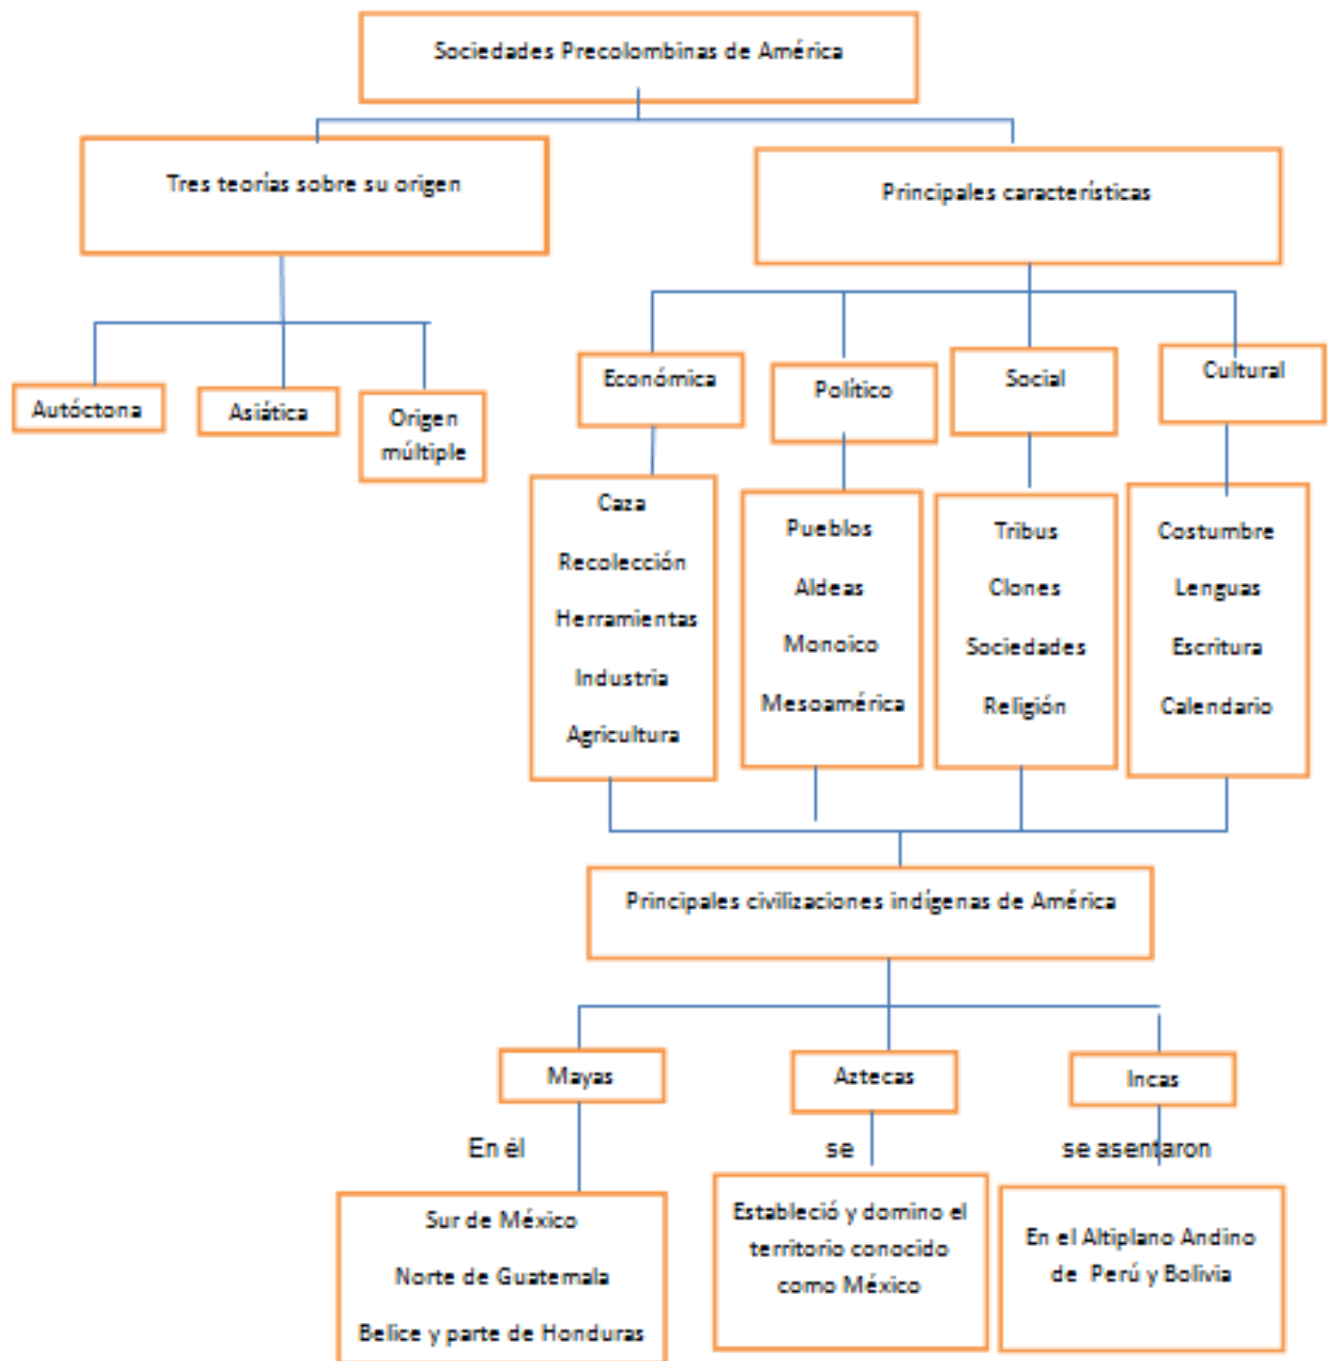 Sociedades Precolombinas de América
Tres teorías sobre su origen
Principales características
Autóctona
Asiática
Origen
múltiple
Económica
Político
Social
Cultural
Caza
Recolección
Herramientas
Industria
Agricultura
Pueblos
Aldeas
Monoico
Mesoamérica
Tribus
Clones
Sociedades
Religión
Costumbre
Lenguas
Escritura
Calendario
Principales civilizaciones indígenas de América
Mayas
Aztecas
Incas
En él
se
se asentaron
Sur de México
Norte de Guatemala
Belice y parte de Honduras
Estableció y domino el
territorio conocido
como México
En el Altiplano Andino
de Perú y Bolivia